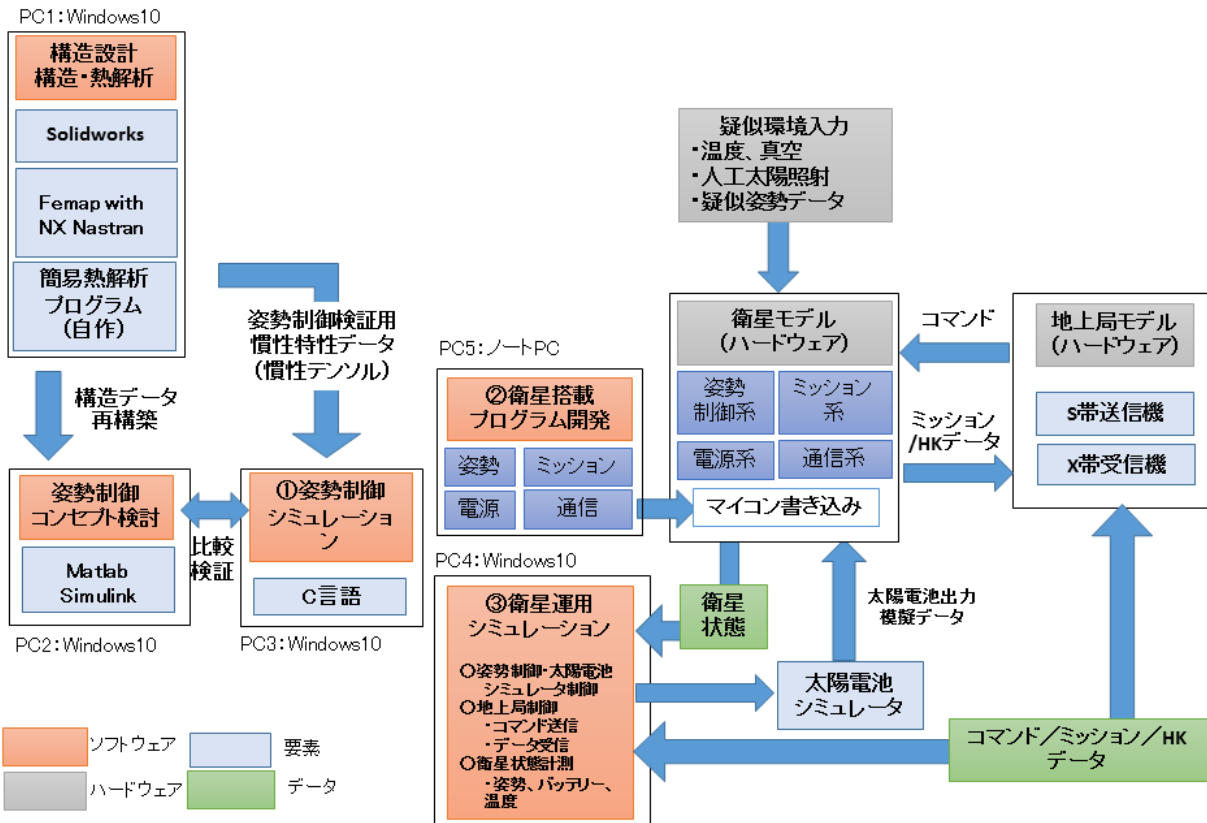 PC1:Windows10
構造設計
構造・熱解析
Solidworks
Femap with
NX Nastran
簡易熱解析
プログラム
(自作)
構造データ
再構築
姿勢制御検証用
慣性特性データ
(慣性テンソル)
姿勢制御
コンセプト検討
Matlab
Simulink
PC2:Windows10
比較
検証
①姿勢制御
シミュレーショ
ン
C言語
PC3:Windows10
疑似環境入力
・温度、真空
・人工太陽照射
・疑似姿勢データ
PC5:ノートPC
②衛星搭載
プログラム開発
姿勢
ミッション
電源
通信
衛星モデル
(ハードウェア)
姿勢
制御系
ミッション
系
電源系
通信系
マイコン書き込み
コマンド
ミッション
/HKデータ
地上局モデル
(ハードウェア)
S帯送信機
X帯受信機
PC4:Windows10
③衛星運用
シミュレーション
〇姿勢制御・太陽電池
シミュレータ制御
〇地上局制御
・コマンド送信
・データ受信
〇衛星状態計測
・姿勢、バッテリー、
温度
衛星
状態
太陽電池出力
模擬データ
太陽電池
シミュレータ
コマンド/ミッション/HK
データ
ソフトウェア
要素
ハードウェア
データ